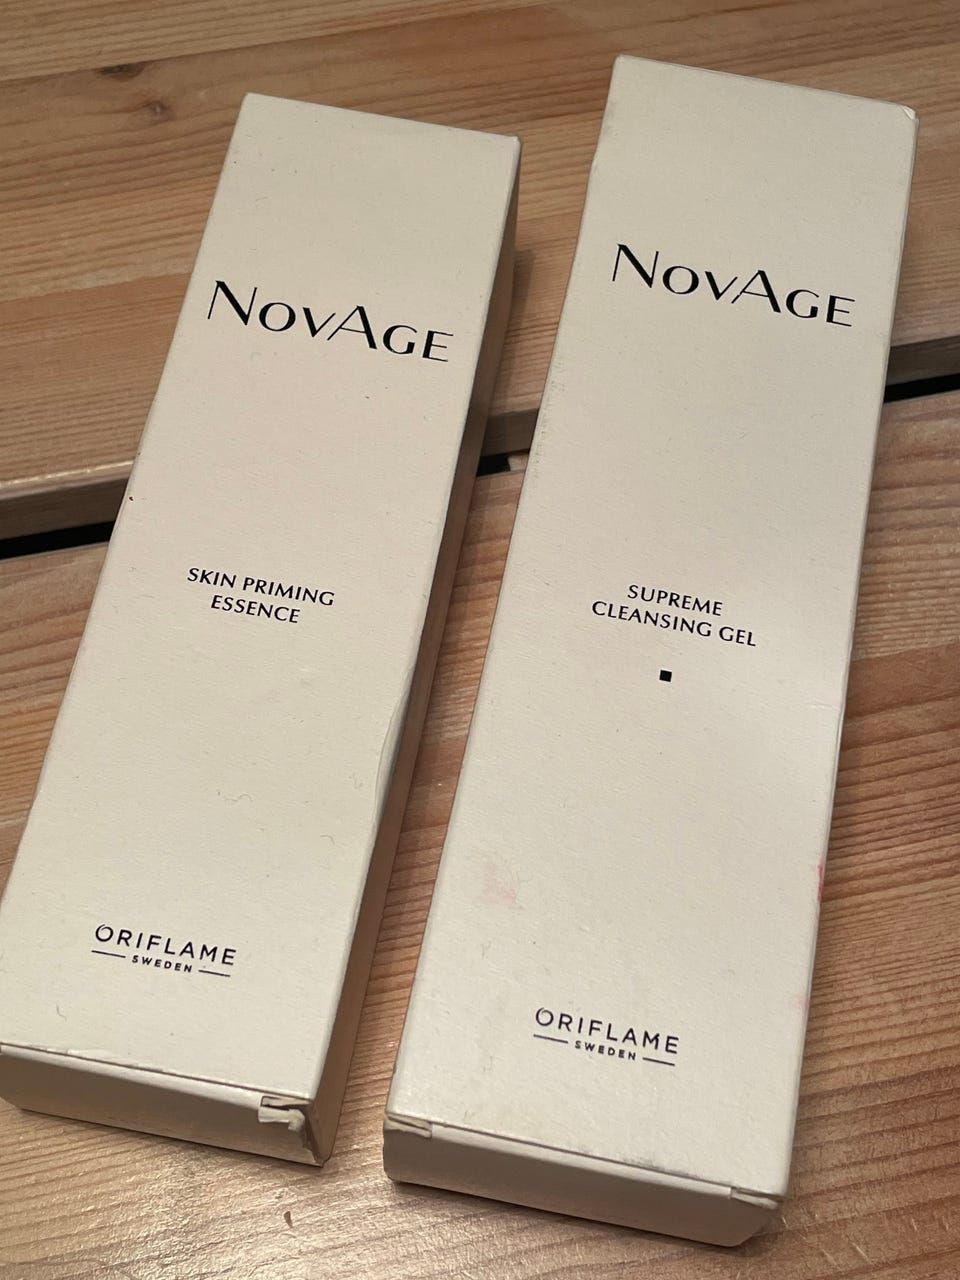 NovAge
SKIN PRIMING
ESSENCE
ORIFLAME
SWEDEN
NovAge
SUPREME
CLEANSING GEL
ORIFLAME
SWEDEN